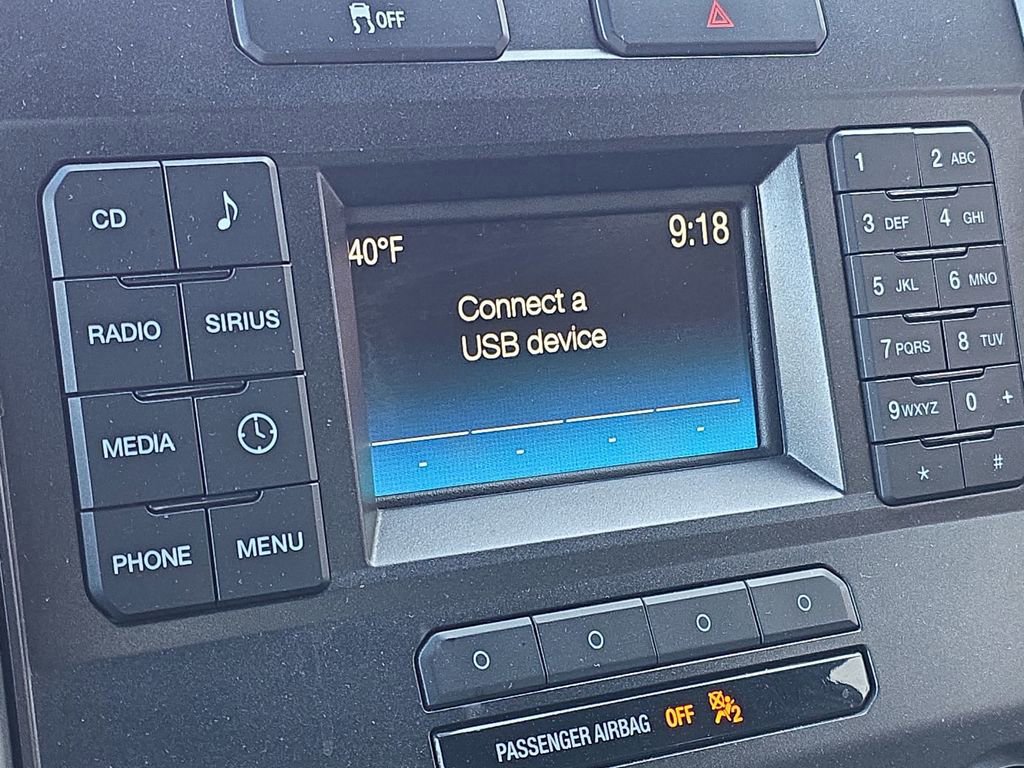 OFF
CD
RADIO
SIRIUS
MEDIA
PHONE
MENU
40°F
9:18
Connect a
USB device
1
2 ABC
3 DEF
4 GHI
5 JKL
6 MNO
7 PQRS
8 TUV
9 WXYZ
0 +
*
#
PASSENGER AIRBAG OFF 2